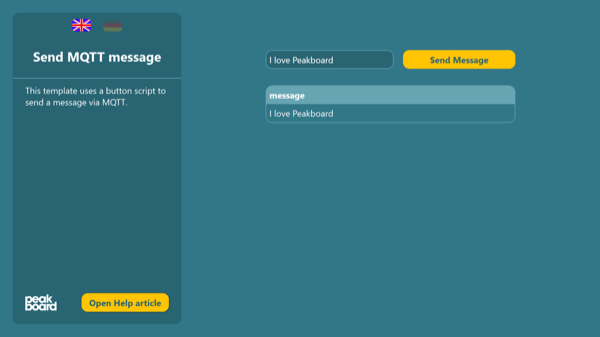 Send MQTT message
This template uses a button script to
send a message via MQTT.
peak
board
Open Help article
I love Peakboard
Send Message
message
I love Peakboard